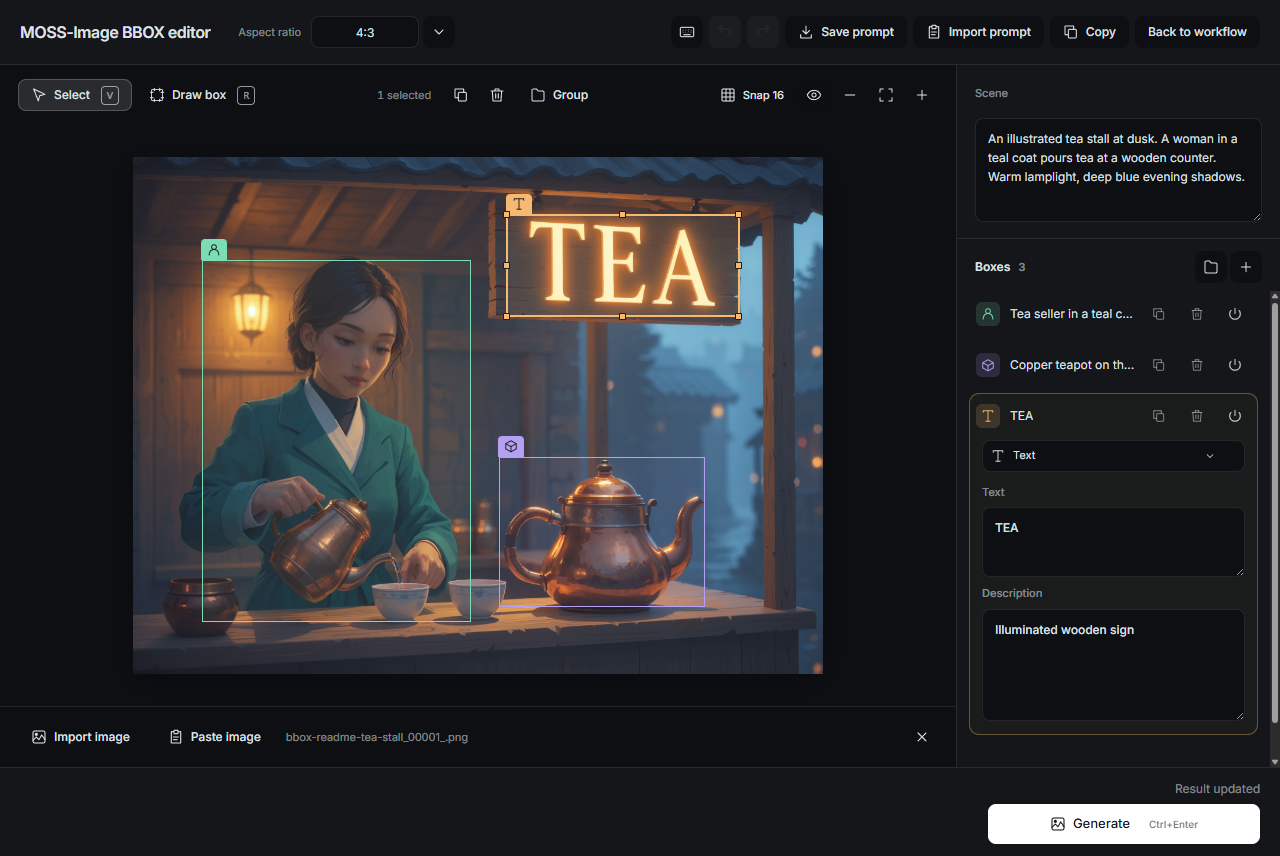 MOSS-Image BBOX editor
Aspect ratio
4:3
Save prompt
Import prompt
Copy
Back to workflow
Select V
Draw box R
1 selected
Group
Snap 16
TEA
Import image
Paste image
bbox-readme-tea-stall_00001_.png
Scene
An illustrated tea stall at dusk. A woman in a
teal coat pours tea at a wooden counter.
Warm lamplight, deep blue evening shadows.
Boxes 3
Tea seller in a teal c...
Copper teapot on th...
TEA
Text
Text
TEA
Description
Illuminated wooden sign
Result updated
Generate Ctrl+Enter